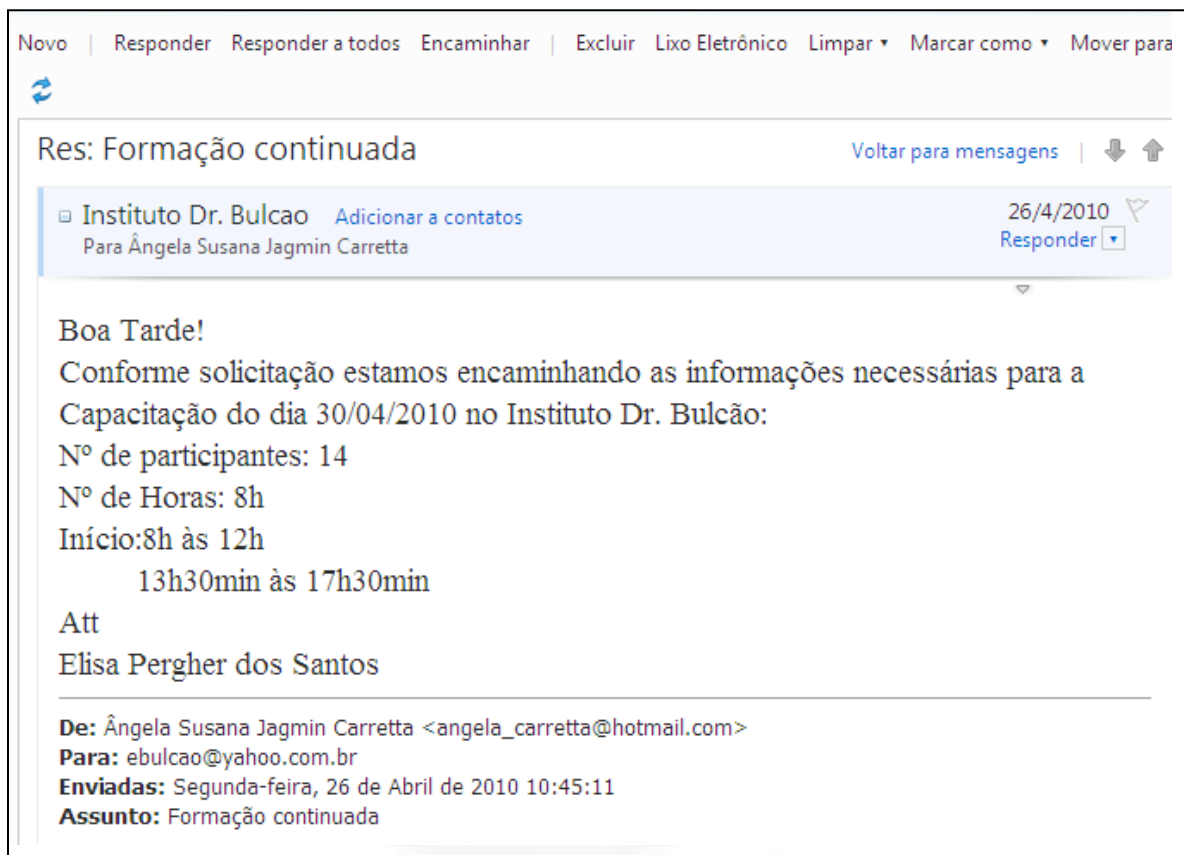 Novo | Responder Responder a todos Encaminhar | Excluir Lixo Eletrônico Limpar Marcar como Mover para
Res: Formação continuada Voltar para mensagens |
Instituto Dr. Bulcao Adicionar a contatos 26/4/2010
Para Ângela Susana Jagmin Carretta Responder
Boa Tarde!
Conforme solicitação estamos encaminhando as informações necessárias para a
Capacitação do dia 30/04/2010 no Instituto Dr. Bulcão:
Nº de participantes: 14
Nº de Horas: 8h
Início:8h às 12h
13h30min às 17h30min
Att
Elisa Pergher dos Santos
De: Ângela Susana Jagmin Carretta <angela_carretta@hotmail.com>
Para: ebulcao@yahoo.com.br
Enviadas: Segunda-feira, 26 de Abril de 2010 10:45:11
Assunto: Formação continuada